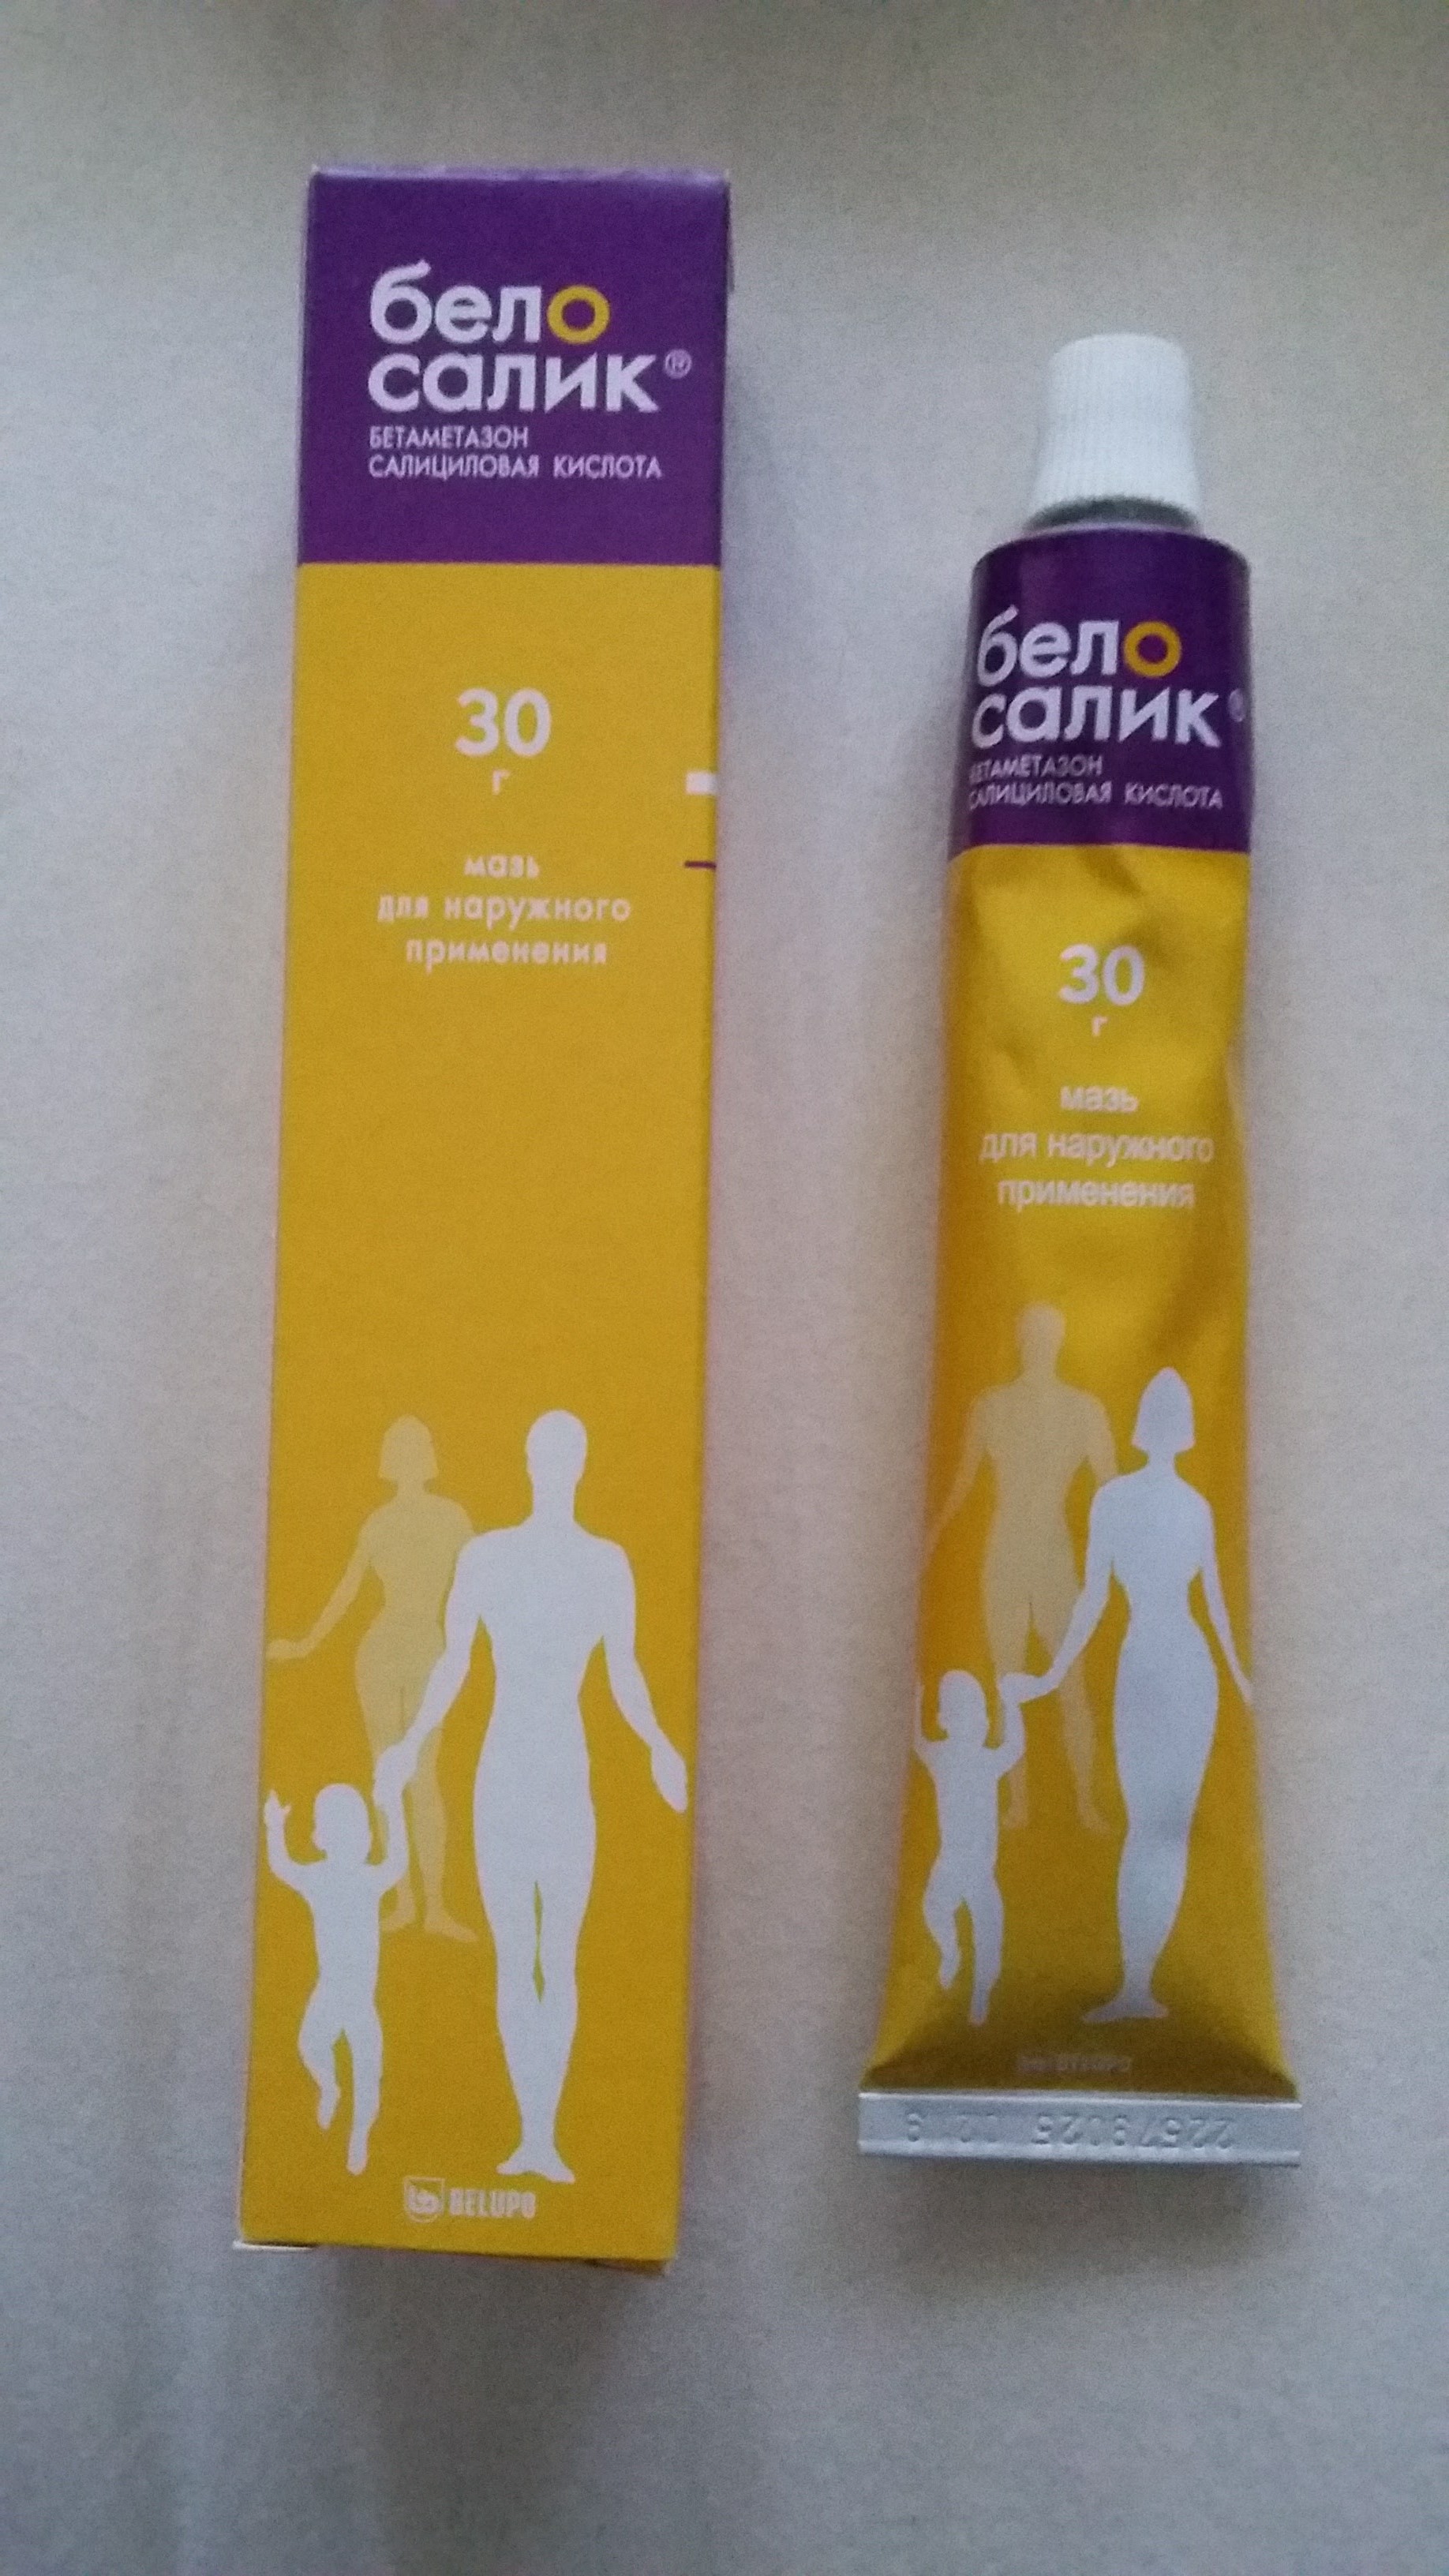 бело
салик®
БЕТАМЕТАЗОН
САЛИЦИЛОВАЯ КИСЛОТА
30
г
мазь
для наружного
применения
BELUPO
бело
салик®
БЕТАМЕТАЗОН
САЛИЦИЛОВАЯ КИСЛОТА
30
г
мазь
для наружного
применения
BELUPO